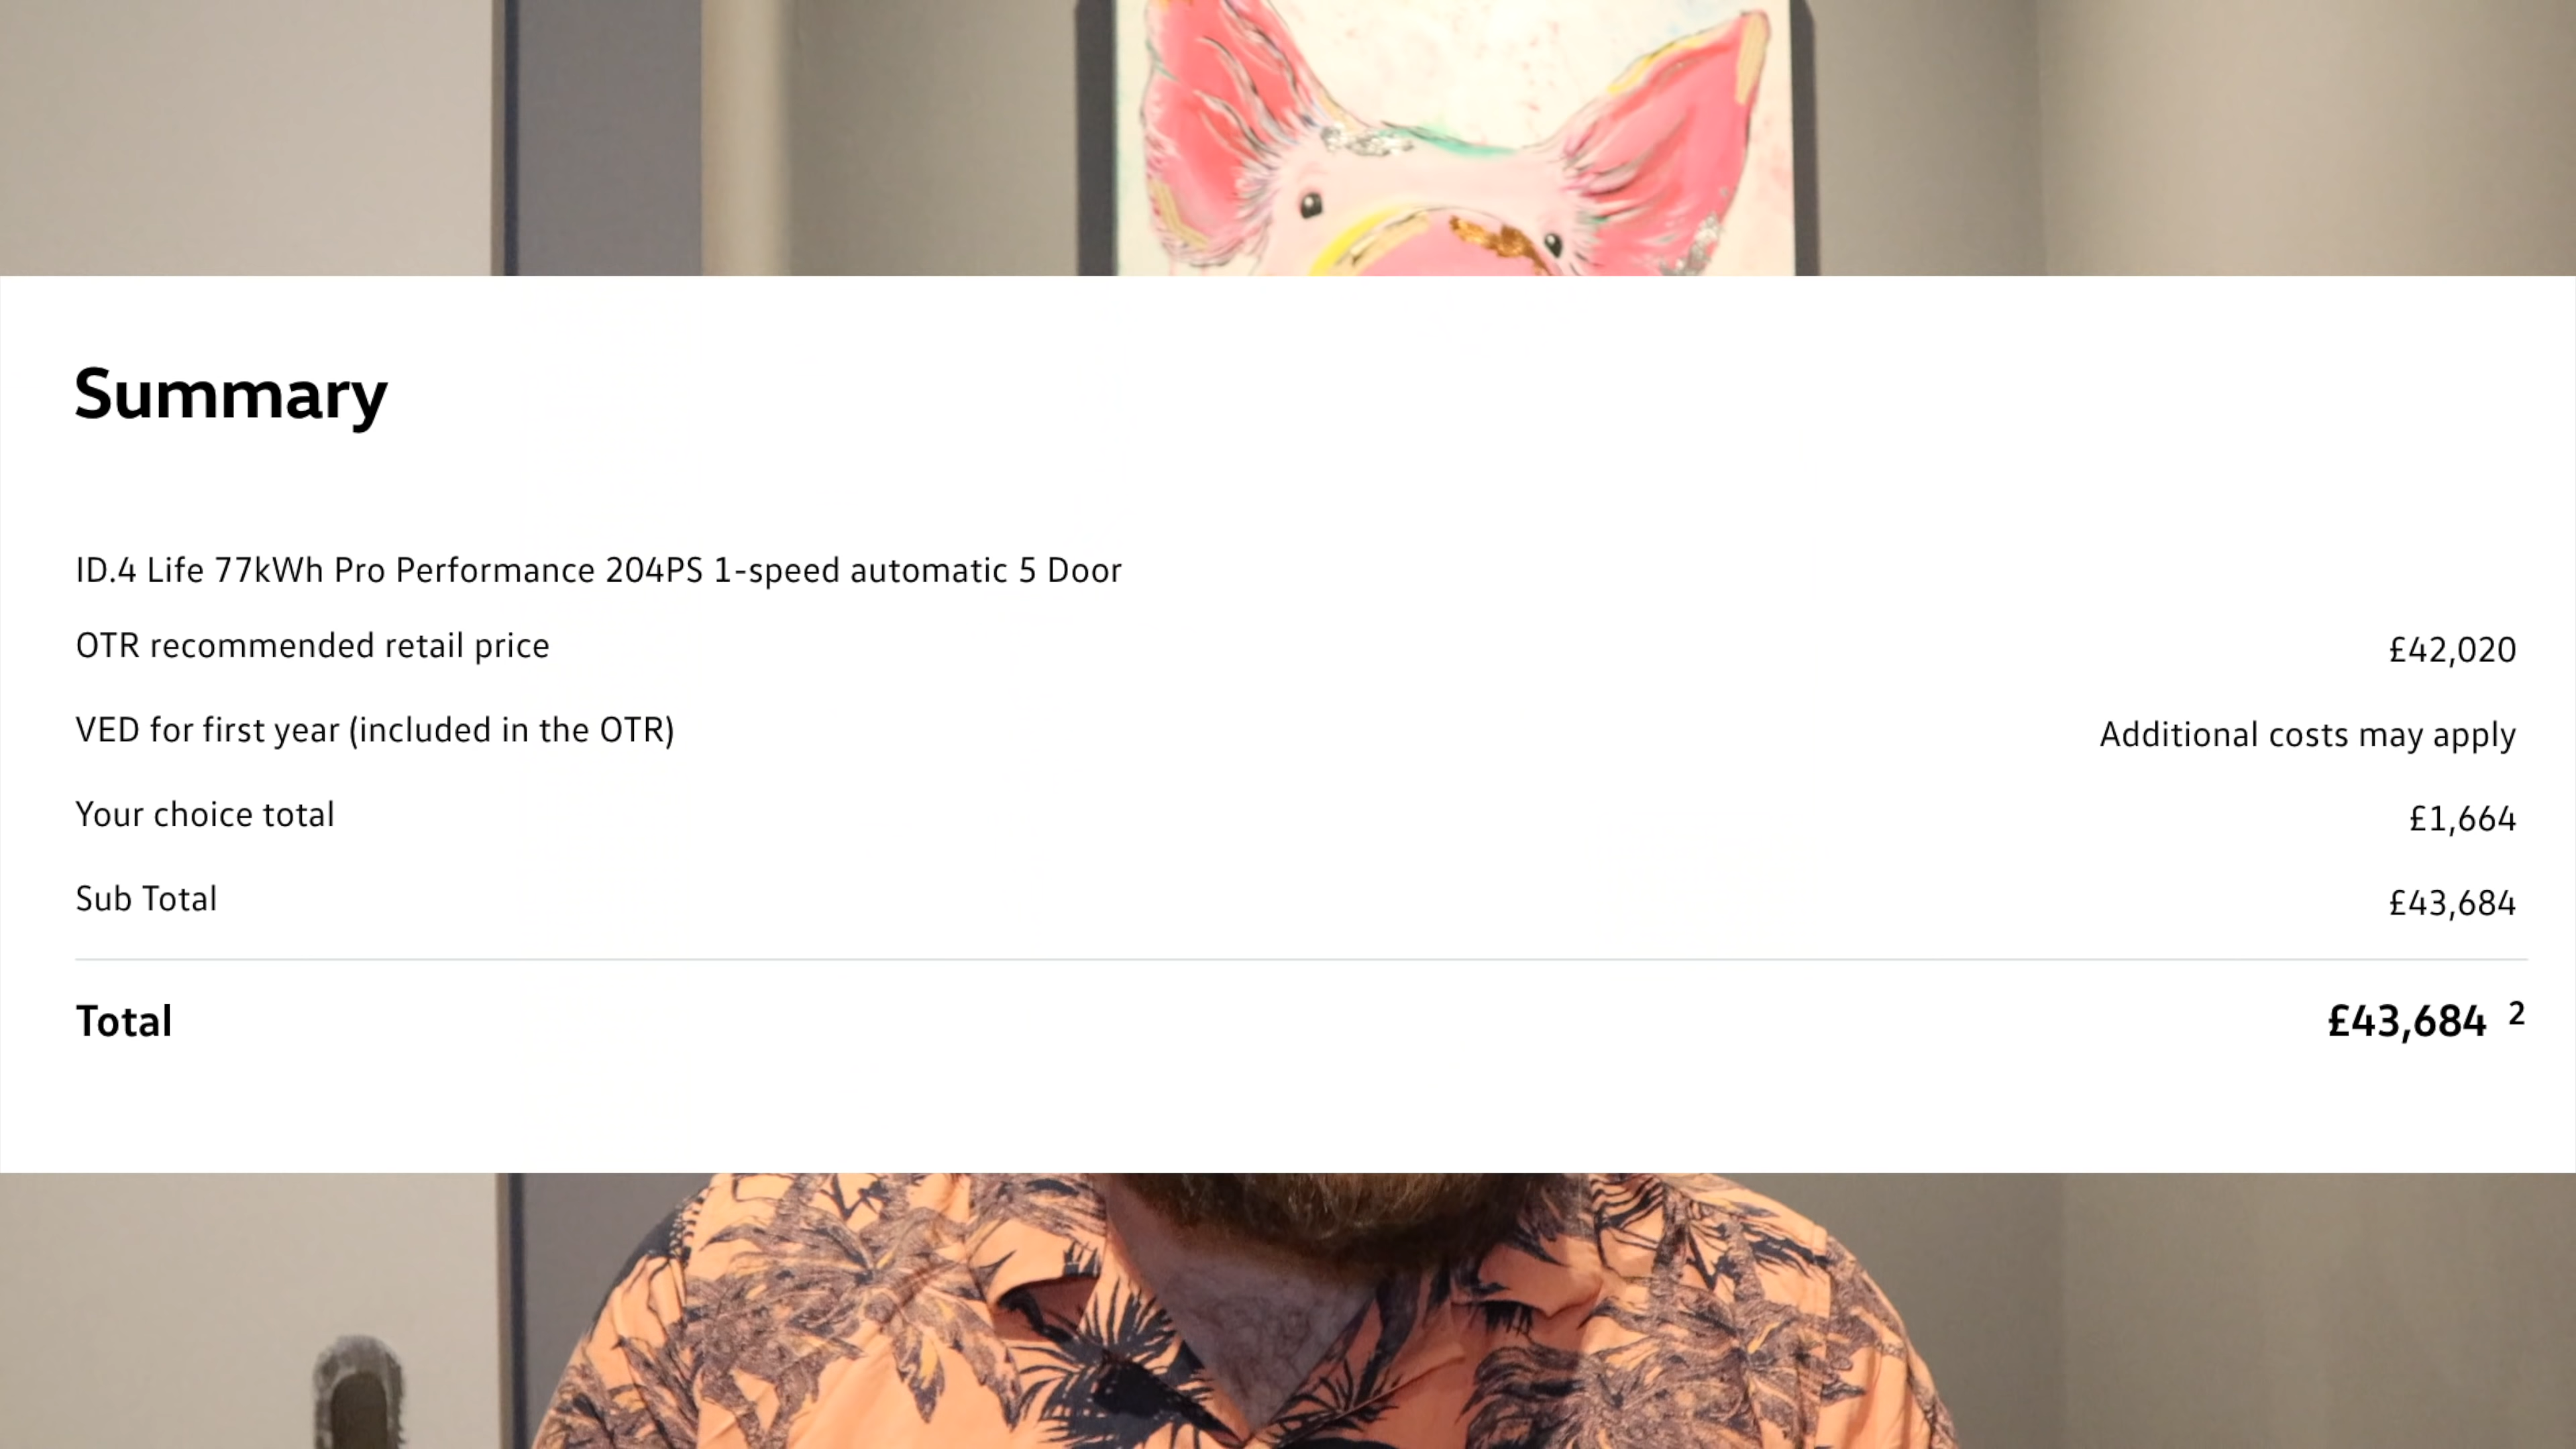 Summary
ID.4 Life 77kWh Pro Performance 204PS 1-speed automatic 5 Door
OTR recommended retail price £42,020
VED for first year (included in the OTR) Additional costs may apply
Your choice total £1,664
Sub Total £43,684
Total £43,684 2